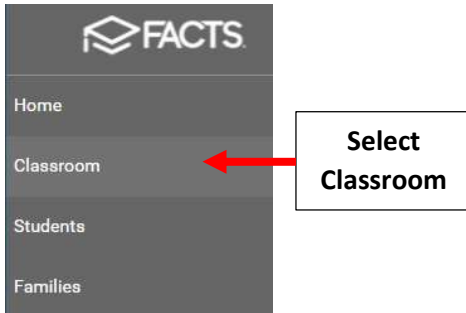 FACTS
Home
Classroom
Select
Classroom
Students
Families